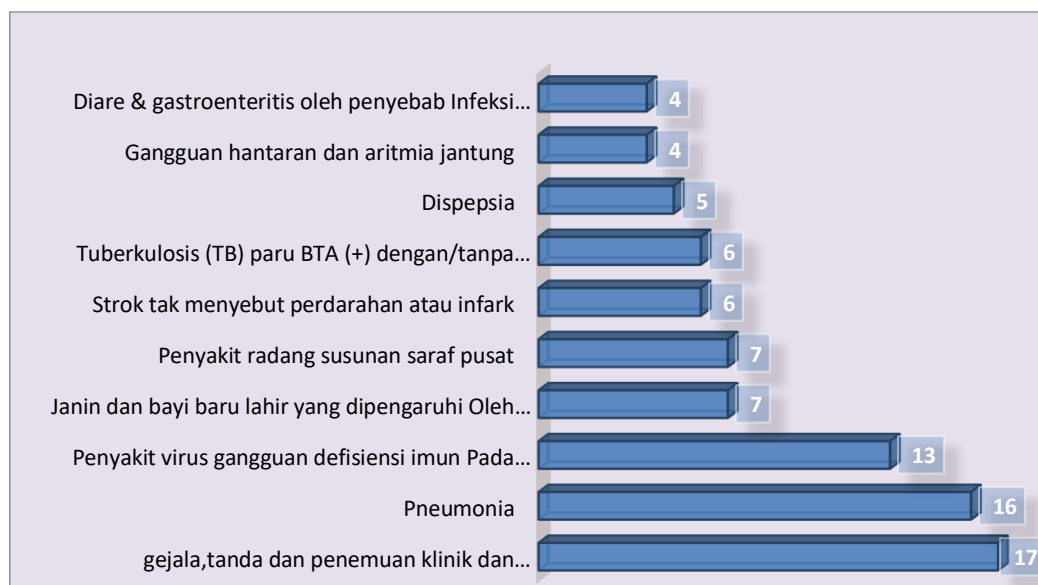 Diare & gastroenteritis oleh penyebab Infeksi... 4
Gangguan hantaran dan aritmia jantung 4
Dispepsia 5
Tuberkulosis (TB) paru BTA (+) dengan/tanpa... 6
Strok tak menyebut perdarahan atau infark 6
Penyakit radang susunan saraf pusat 7
Janin dan bayi baru lahir yang dipengaruhi Oleh... 7
Penyakit virus gangguan defisiensi imun Pada... 13
Pneumonia 16
gejala,tanda dan penemuan klinik dan... 17